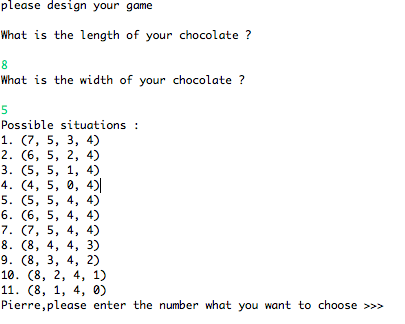 please design your game
What is the length of your chocolate ?
8
What is the width of your chocolate ?
5
Possible situations :
1. (7, 5, 3, 4)
2. (6, 5, 2, 4)
3. (5, 5, 1, 4)
4. (4, 5, 0, 4)
5. (5, 5, 4, 4)
6. (6, 5, 4, 4)
7. (7, 5, 4, 4)
8. (8, 4, 4, 3)
9. (8, 3, 4, 2)
10. (8, 2, 4, 1)
11. (8, 1, 4, 0)
Pierre,please enter the number what you want to choose >>>